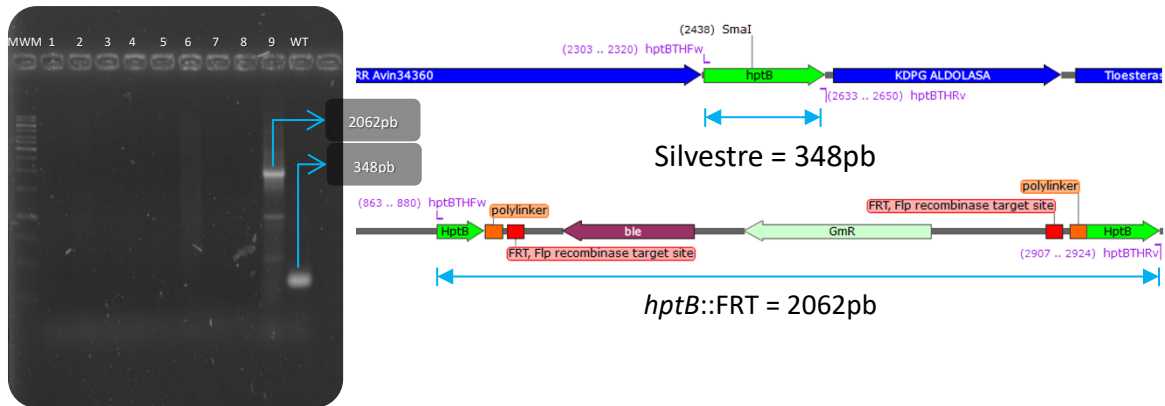 MWM 1 2 3 4 5 6 7 8 9 WT
2062pb
348pb
(2438) SmaI
(2303 .. 2320) hptBTHFw
RR Avin34360
hptB
KDPG ALDOLASA
Tioesteras
(2633 .. 2650) hptBTHRv
Silvestre = 348pb
polylinker
(863 .. 880) hptBTHFw
FRT, Flp recombinase target site
polylinker
HptB
ble
GmR
HptB
FRT, Flp recombinase target site
(2907 .. 2924) hptBTHRv
hptB::FRT = 2062pb